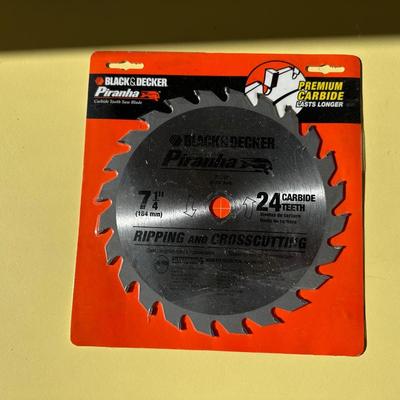 BLACK&DECKER
Piranha
Carbide Tooth Saw Blade
PREMIUM
CARBIDE
LASTS LONGER
BLACK&DECKER
Piranha
7 1/4"
(184 mm)
24 CARBIDE
TEETH
RIPPING AND CROSSCUTTING